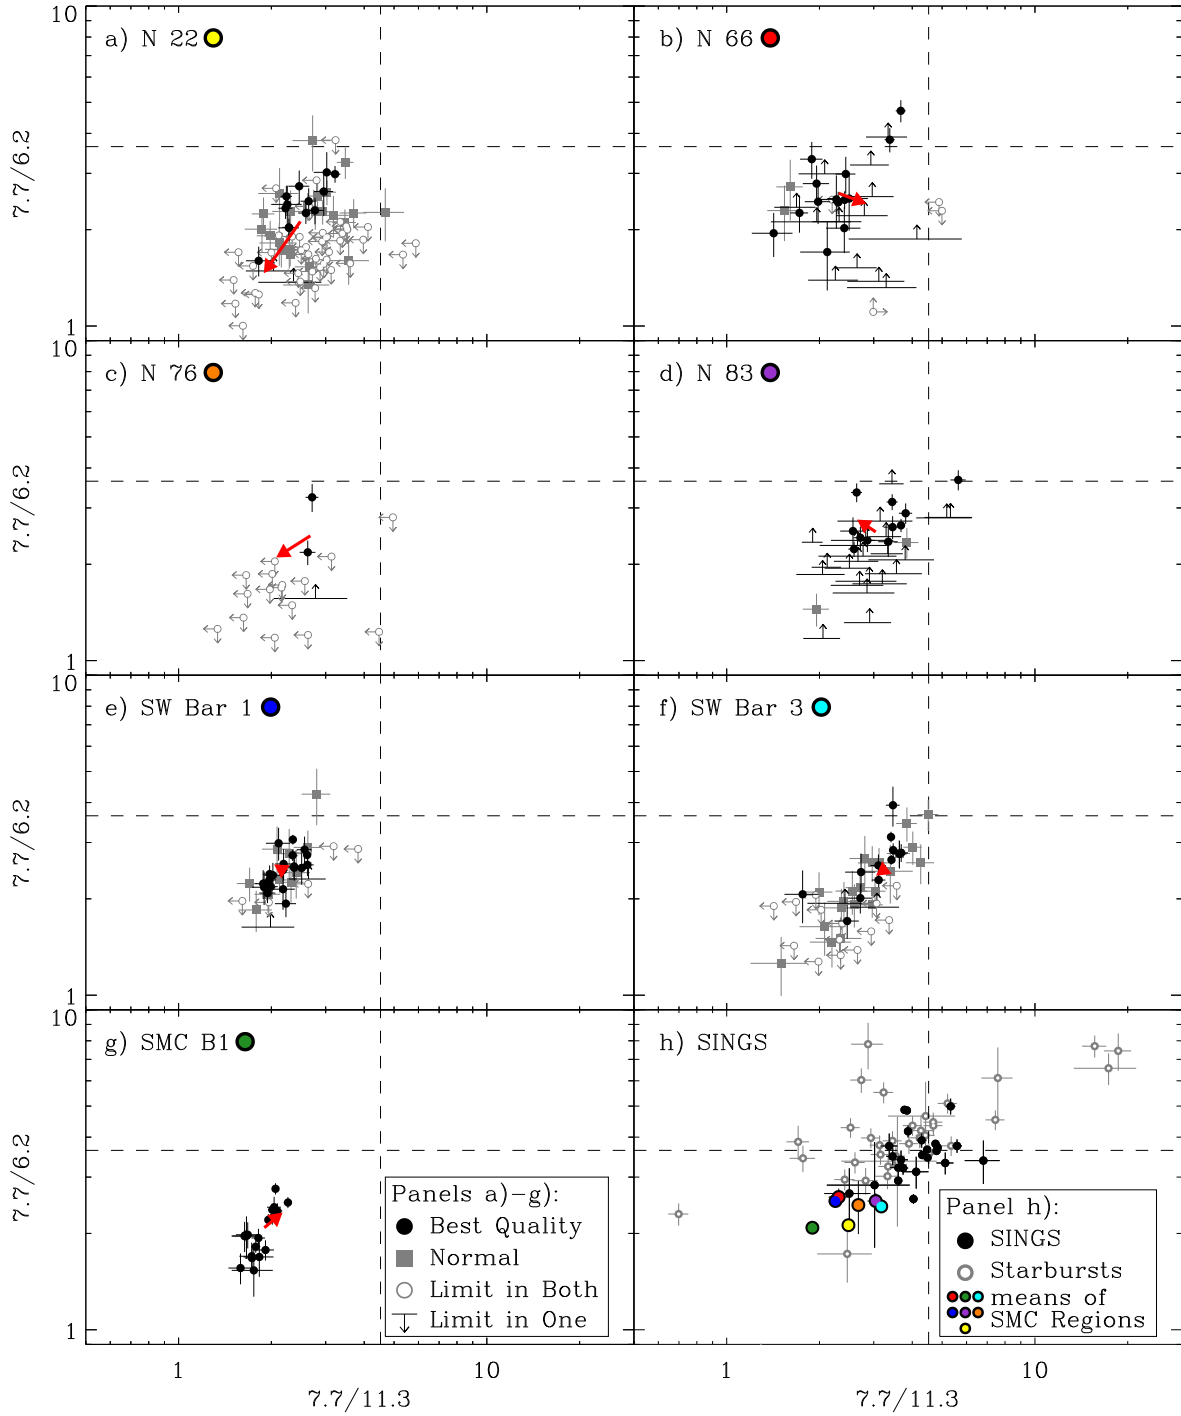 10
a) N 22
b) N 66
7.7/6.2
1
10
c) N 76
d) N 83
7.7/6.2
1
10
e) SW Bar 1
f) SW Bar 3
7.7/6.2
1
10
g) SMC B1
h) SINGS
7.7/6.2
Panels a)-g):
Best Quality
Normal
Limit in Both
Limit in One
Panel h):
SINGS
Starbursts
means of
SMC Regions
1
1
10
1
10
7.7/11.3
7.7/11.3